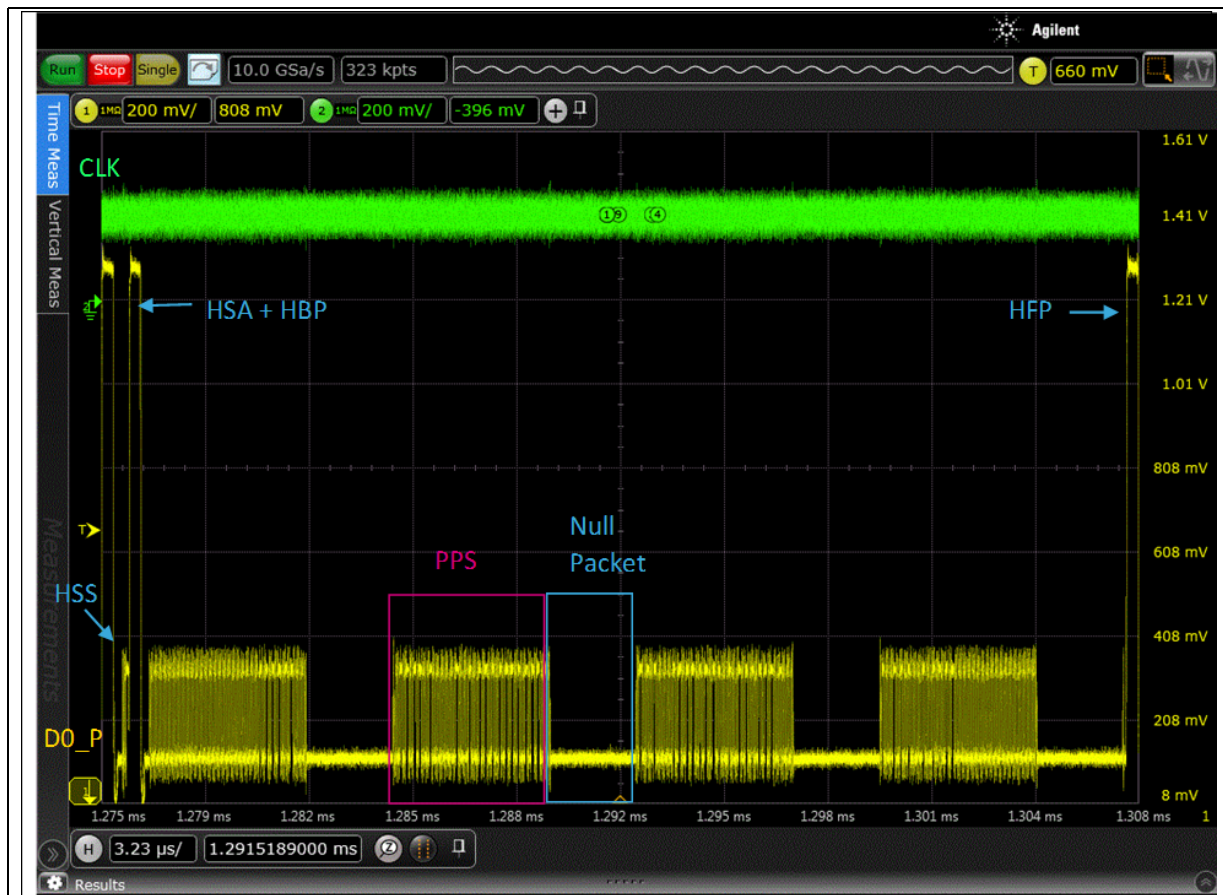 Agilent
Run Stop Single 10.0 GSa/s 323 kpts T 660 mV
1 1MΩ 200 mV/ 808 mV 2 1MΩ 200 mV/ -396 mV
Time Meas
Vertical Meas
Measurements
1.61 V
CLK
1.41 V
HSA + HBP
HFP
1.21 V
1.01 V
808 mV
T
Null
Packet
608 mV
PPS
HSS
408 mV
208 mV
D0_P
8 mV
1.275 ms 1.279 ms 1.282 ms 1.285 ms 1.288 ms 1.292 ms 1.295 ms 1.298 ms 1.301 ms 1.304 ms 1.308 ms 1
H 3.23 µs/ 1.2915189000 ms
Results